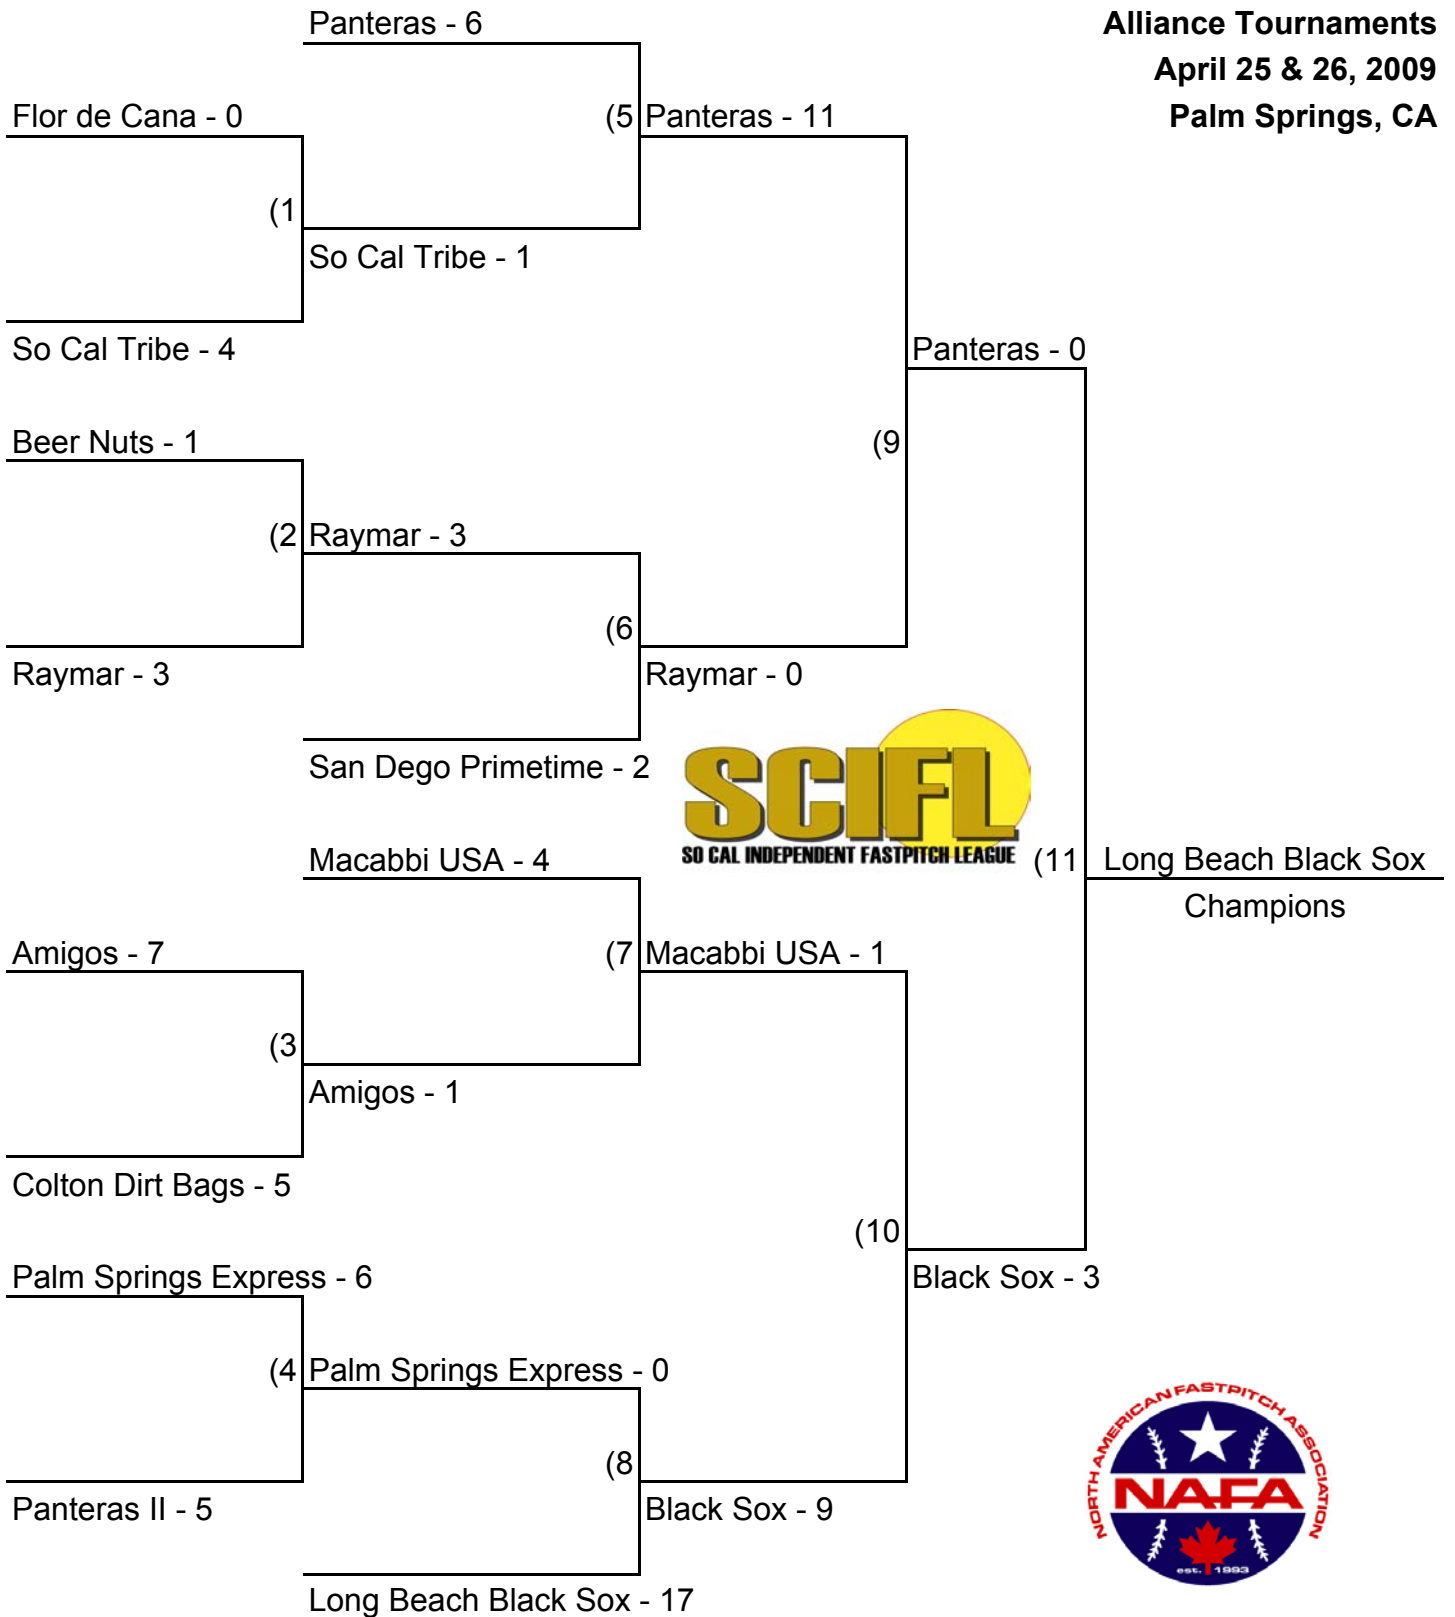 Panteras - 6
Alliance Tournaments
April 25 & 26, 2009
Palm Springs, CA
Flor de Cana - 0
(5
Panteras - 11
(1
So Cal Tribe - 1
So Cal Tribe - 4
Panteras - 0
Beer Nuts - 1
(9
(2
Raymar - 3
(6
Raymar - 3
Raymar - 0
San Dego Primetime - 2
SCIFL
SO CAL INDEPENDENT FASTPITCH LEAGUE
Macabbi USA - 4
(11
Long Beach Black Sox
Champions
Amigos - 7
(7
Macabbi USA - 1
(3
Amigos - 1
Colton Dirt Bags - 5
(10
Palm Springs Express - 6
Black Sox - 3
(4
Palm Springs Express - 0
(8
Panteras II - 5
Black Sox - 9
Long Beach Black Sox - 17
NORTH AMERICAN FASTPITCH ASSOCIATION
NAFA
est. 1993